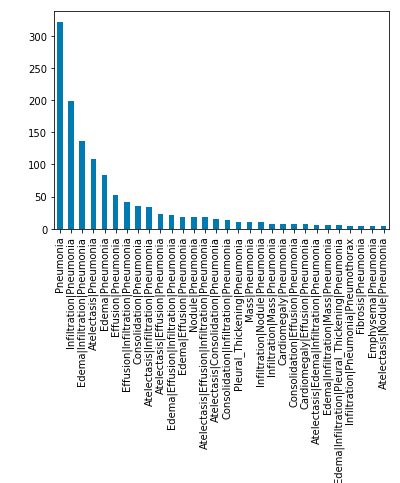 300
250
200
150
100
50
0
Pneumonia
Infiltration|Pneumonia
Edema|Infiltration|Pneumonia
Atelectasis|Pneumonia
Edema|Pneumonia
Effusion|Pneumonia
Effusion|Infiltration|Pneumonia
Consolidation|Pneumonia
Atelectasis|Infiltration|Pneumonia
Atelectasis|Effusion|Pneumonia
Edema|Effusion|Infiltration|Pneumonia
Edema|Effusion|Pneumonia
Nodule|Pneumonia
Atelectasis|Effusion|Infiltration|Pneumonia
Atelectasis|Consolidation|Pneumonia
Consolidation|Infiltration|Pneumonia
Pleural_Thickening|Pneumonia
Mass|Pneumonia
Infiltration|Nodule|Pneumonia
Infiltration|Mass|Pneumonia
Cardiomegaly|Pneumonia
Consolidation|Effusion|Pneumonia
Cardiomegaly|Effusion|Pneumonia
Atelectasis|Edema|Infiltration|Pneumonia
Edema|Infiltration|Mass|Pneumonia
Edema|Infiltration|Pleural_Thickening|Pneumonia
Infiltration|Pneumonia|Pneumothorax
Fibrosis|Pneumonia
Emphysema|Pneumonia
Atelectasis|Nodule|Pneumonia